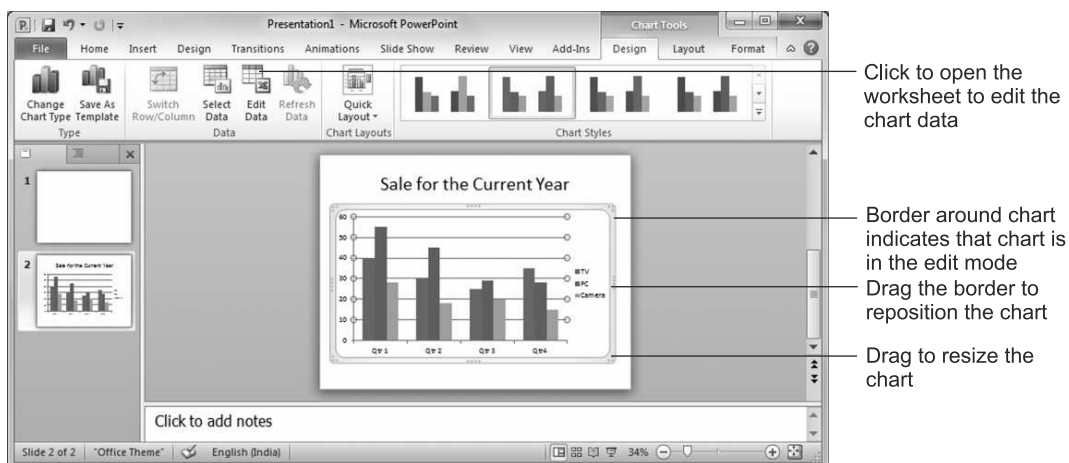 Presentation1 - Microsoft PowerPoint
Chart Tools
File Home Insert Design Transitions Animations Slide Show Review View Add-Ins Design Layout Format
Change Chart Type
Save As Template
Switch Row/Column
Select Data
Edit Data
Refresh Data
Quick Layout
Type Data Chart Layouts Chart Styles
Click to open the
worksheet to edit the
chart data
1
2
Sale for the Current Year
Sale for the Current Year
60
50
40
30
20
10
0
Qtr 1 Qtr 2 Qtr 3 Qtr4
TV
PC
Camera
Border around chart
indicates that chart is
in the edit mode
Drag the border to
reposition the chart
Drag to resize the
chart
Click to add notes
Slide 2 of 2 "Office Theme" English (India) 34%